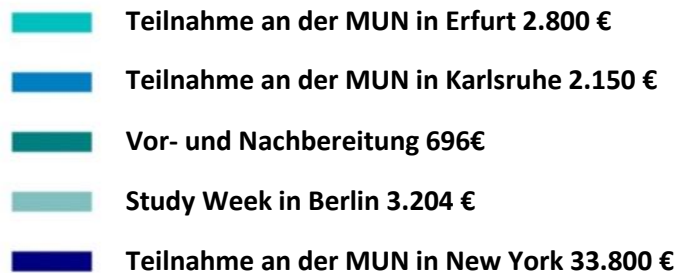 Teilnahme an der MUN in Erfurt 2.800 €
Teilnahme an der MUN in Karlsruhe 2.150 €
Vor- und Nachbereitung 696€
Study Week in Berlin 3.204 €
Teilnahme an der MUN in New York 33.800 €